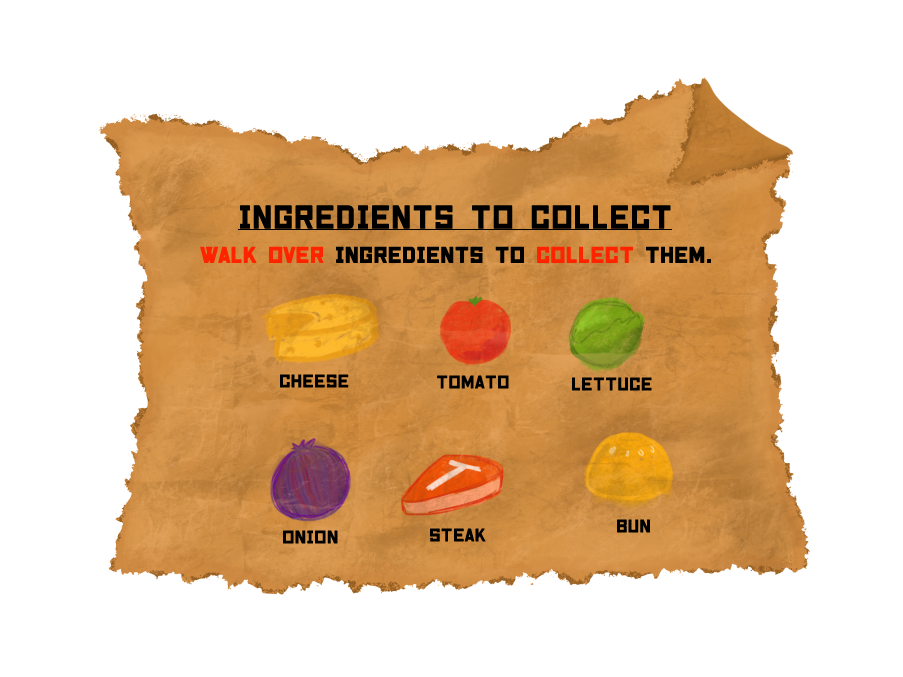 INGREDIENTS TO COLLECT
WALK OVER INGREDIENTS TO COLLECT THEM.
CHEESE
TOMATO
LETTUCE
ONION
STEAK
BUN